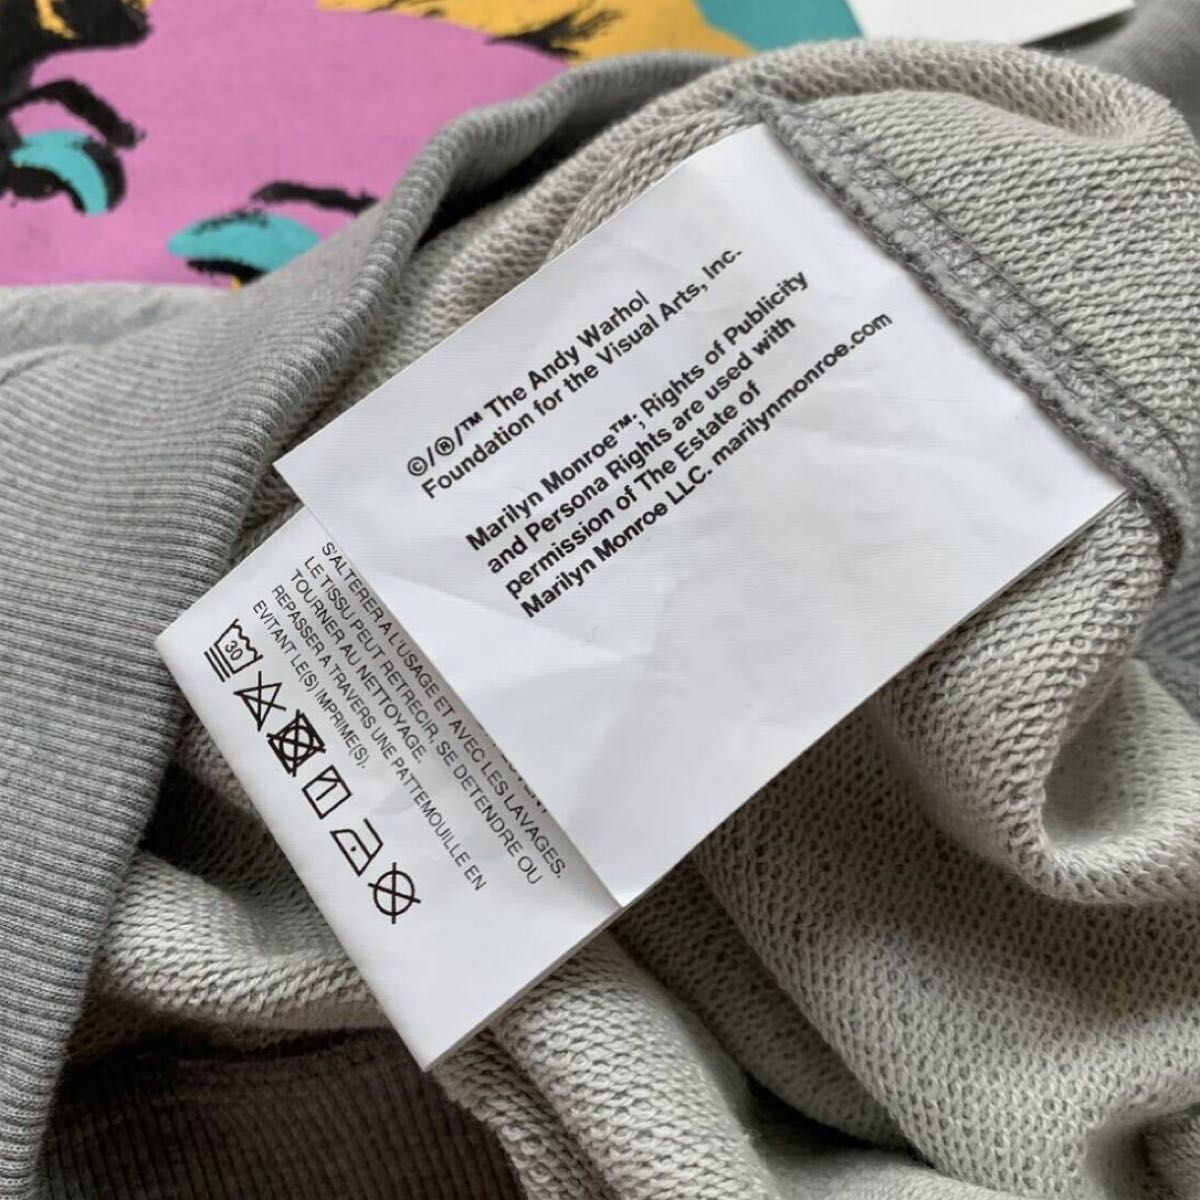 ©/®/™ The Andy Warhol
Foundation for the Visual Arts, Inc.
Marilyn Monroe™; Rights of Publicity
and Persona Rights are used with
permission of The Estate of
Marilyn Monroe LLC. marilynmonroe.com
S'ALTERER A L'USAGE ET AVEC LES LAVAGES.
LE TISSU PEUT RETRECIR, SE DETENDRE OU
TOURNER AU NETTOYAGE.
REPASSER A TRAVERS UNE PATTEMOUILLE EN
EVITANT LE(S) IMPRIME(S).
30